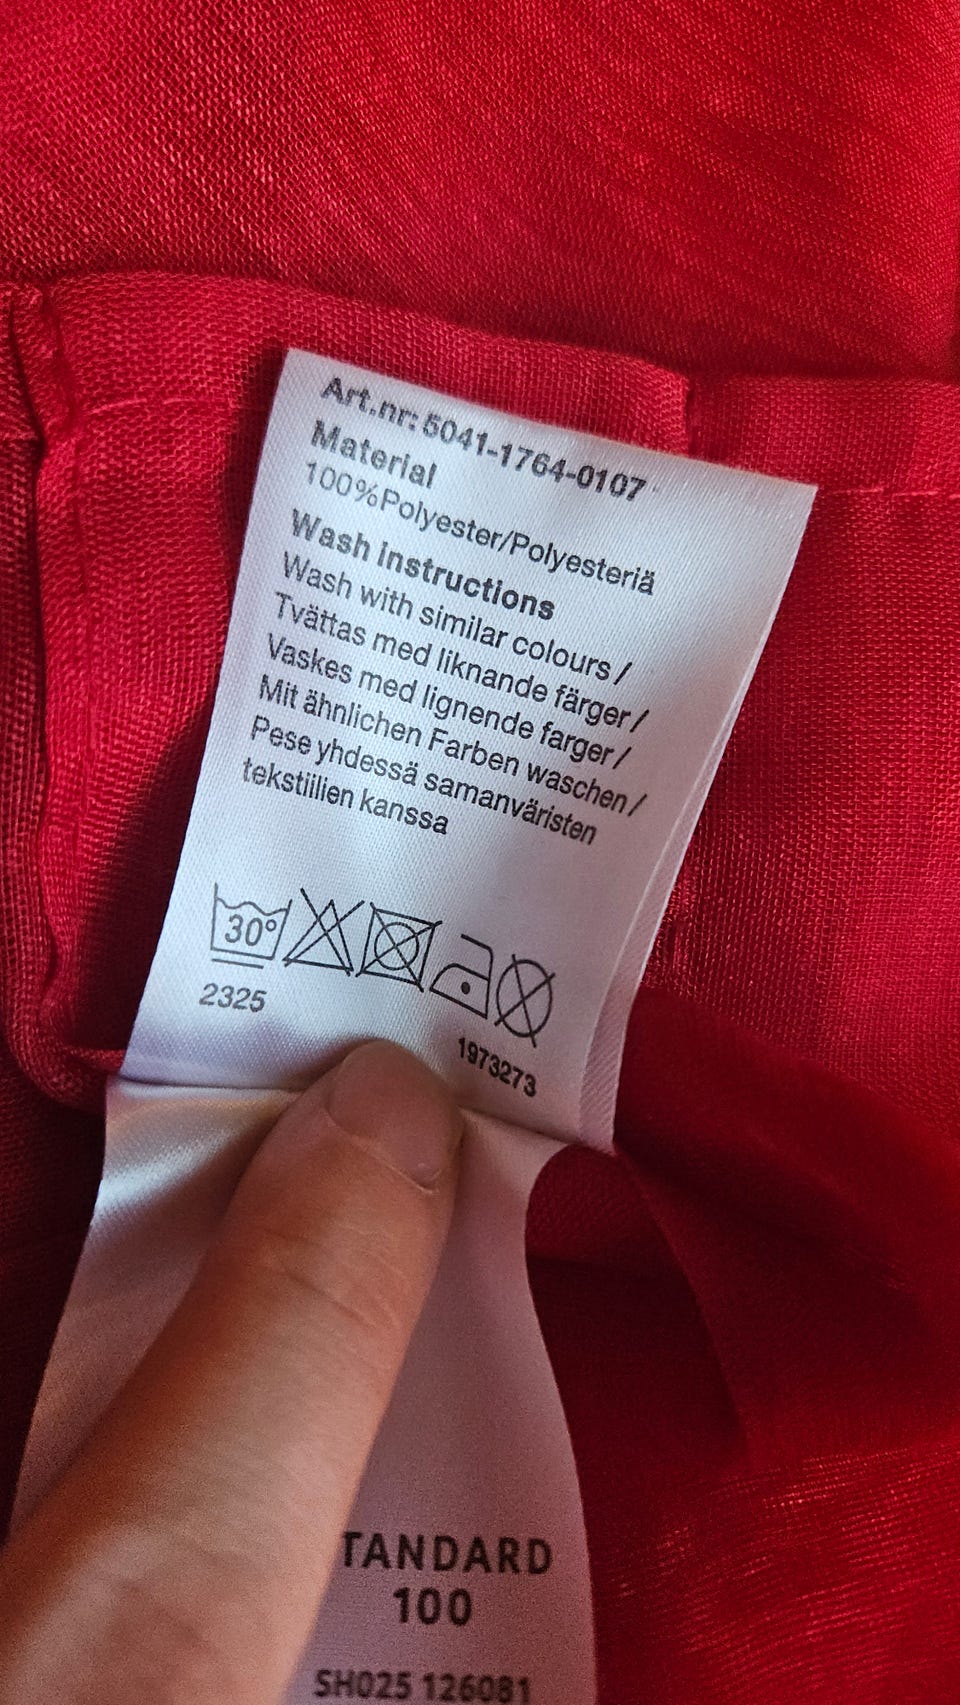 Art.nr: 5041-1764-0107
Material
100%Polyester/Polyesteriä
Wash instructions
Wash with similar colours /
Tvättas med liknande färger /
Vaskes med lignende farger /
Mit ähnlichen Farben waschen /
Pese yhdessä samanväristen
tekstiilien kanssa
30°
2325
1973273
TANDARD
100
SH025 126081